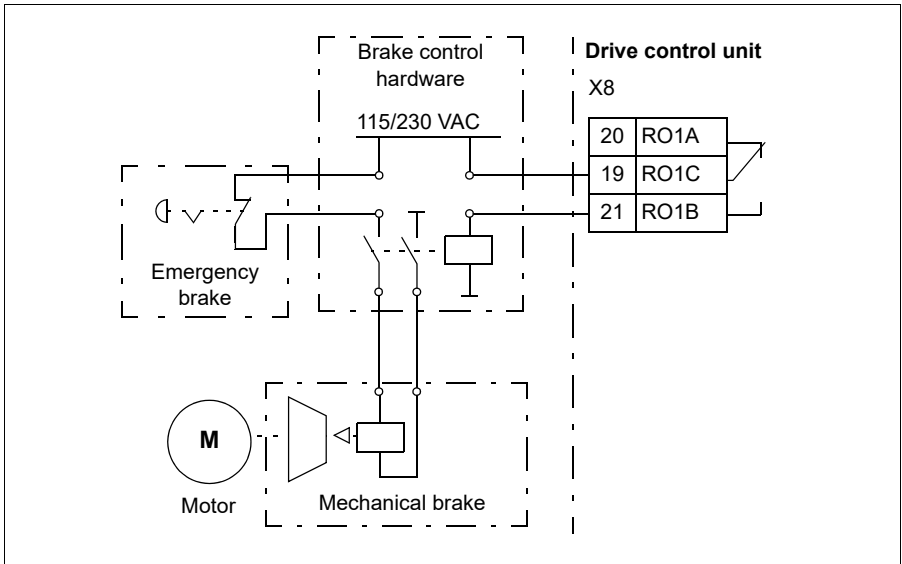 Brake control
hardware
115/230 VAC
Drive control unit
X8
20 RO1A
19 RO1C
21 RO1B
Emergency
brake
M
Motor
Mechanical brake